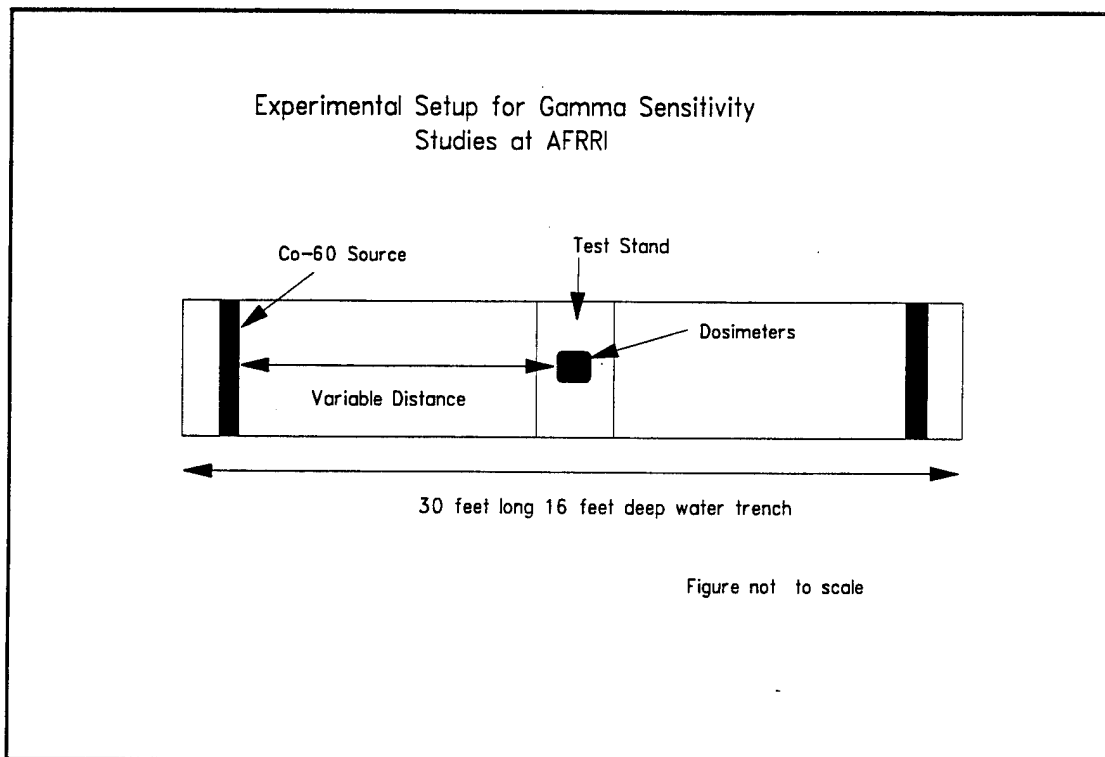 Experimental Setup for Gamma Sensitivity
Studies at AFRRI
Co-60 Source
Test Stand
Dosimeters
Variable Distance
30 feet long 16 feet deep water trench
Figure not to scale